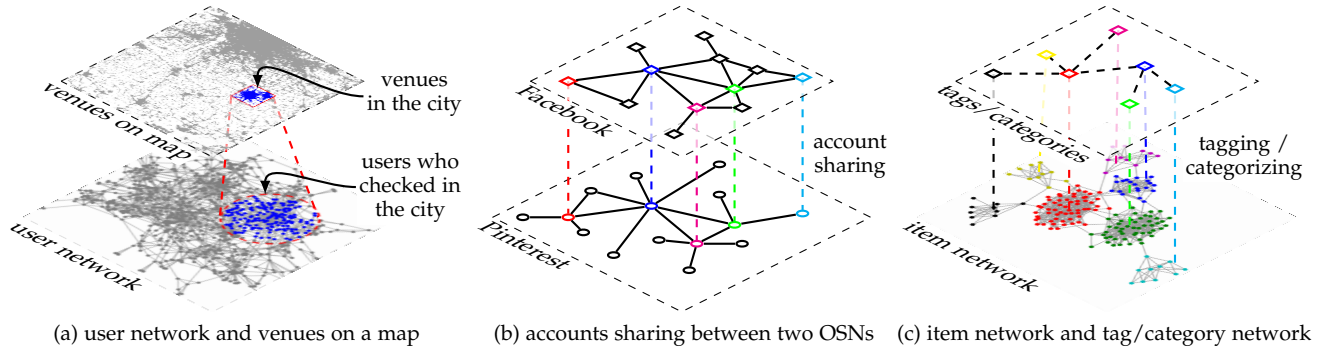 venues
in the city
venues on map
users who
checked in
the city
user network
(a) user network and venues on a map
Facebook
account
sharing
Pinterest
(b) accounts sharing between two OSNs
tags/categories
tagging /
categorizing
item network
(c) item network and tag/category network